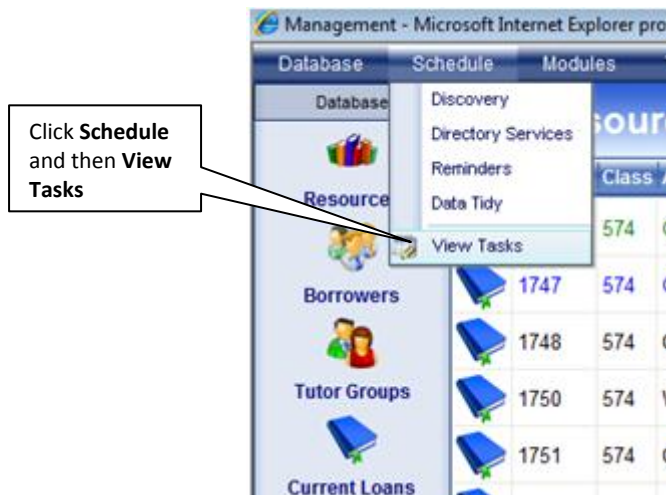 Management - Microsoft Internet Explorer pro
Database Schedule Modules
Database
Discovery
Directory Services
Reminders
Data Tidy
View Tasks
Click Schedule
and then View
Tasks
sour
Class
Resource
574
Borrowers
1747 574
1748 574
Tutor Groups
1750 574
1751 574
Current Loans